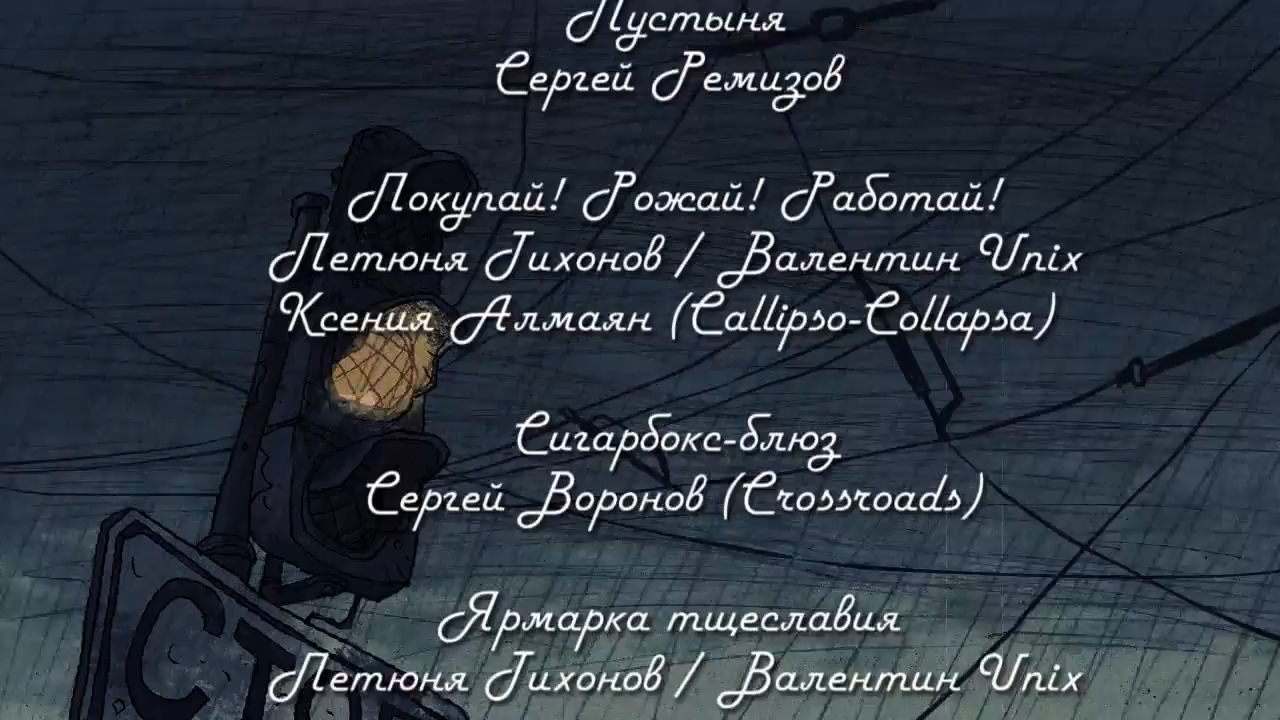 Пустыня
Сергей Ремизов
Покупай! Рожай! Работай!
Петюня Тихонов / Валентин Unix
Ксения Алмаян (Callipso-Collapsa)
Сигарбокс-блюз
Сергей Воронов (Crossroads)
Ярмарка тщеславия
Петюня Тихонов / Валентин Unix
СТОП